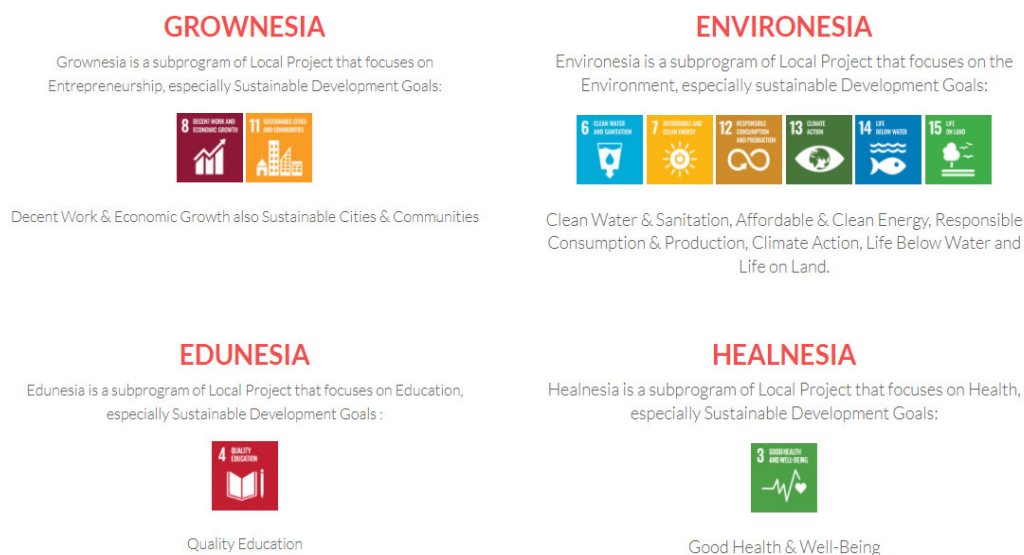 GROWNESIA
Grownesia is a subprogram of Local Project that focuses on
Entrepreneurship, especially Sustainable Development Goals:
8 DECENT WORK AND
ECONOMIC GROWTH
11 SUSTAINABLE CITIES
AND COMMUNITIES
Decent Work & Economic Growth also Sustainable Cities & Communities
ENVIRONESIA
Environesia is a subprogram of Local Project that focuses on the
Environment, especially sustainable Development Goals:
6 CLEAN WATER
AND SANITATION
7 AFFORDABLE AND
CLEAN ENERGY
12 RESPONSIBLE
CONSUMPTION
AND PRODUCTION
13 CLIMATE
ACTION
14 LIFE
BELOW WATER
15 LIFE
ON LAND
Clean Water & Sanitation, Affordable & Clean Energy, Responsible
Consumption & Production, Climate Action, Life Below Water and
Life on Land.
EDUNESIA
Edunesia is a subprogram of Local Project that focuses on Education,
especially Sustainable Development Goals :
4 QUALITY
EDUCATION
Quality Education
HEALNESIA
Healnesia is a subprogram of Local Project that focuses on Health,
especially Sustainable Development Goals:
3 GOOD HEALTH
AND WELL-BEING
Good Health & Well-Being